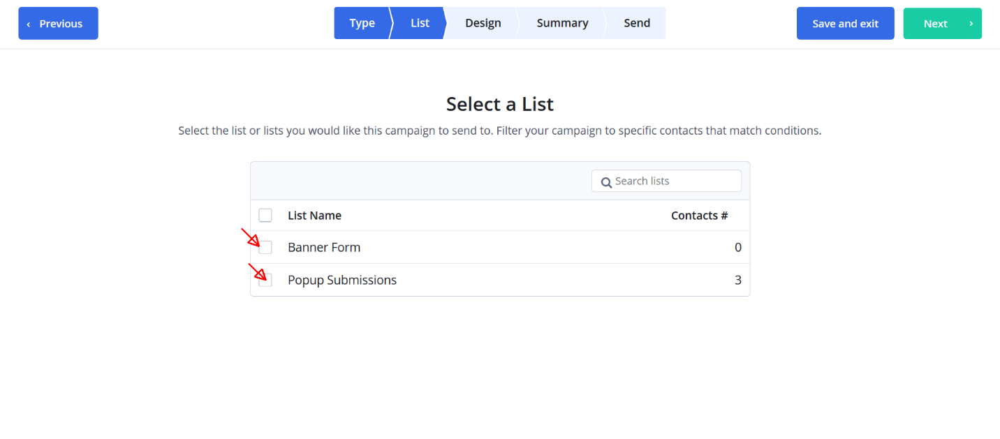 ‹ Previous
Type
List
Design
Summary
Send
Save and exit
Next ›
Select a List
Select the list or lists you would like this campaign to send to. Filter your campaign to specific contacts that match conditions.
Search lists
List Name Contacts #
Banner Form 0
Popup Submissions 3